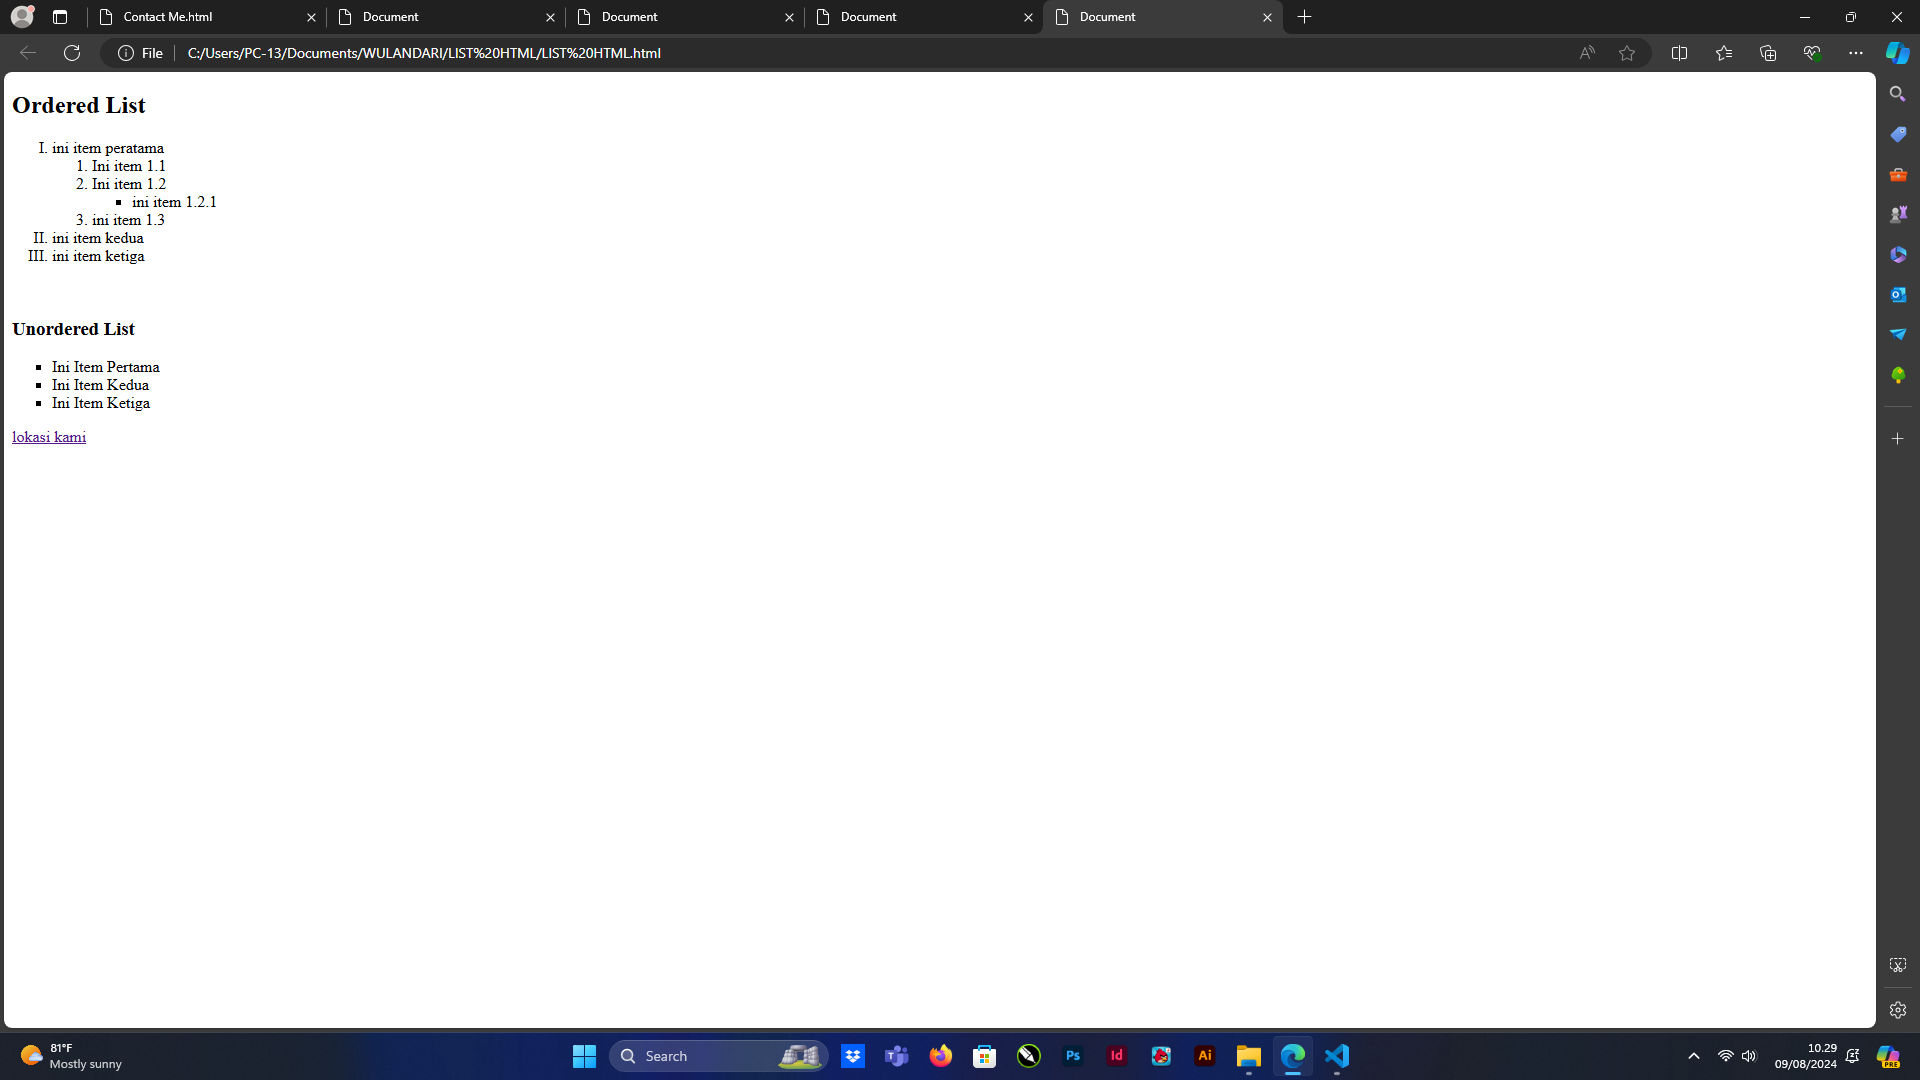 Contact Me.html
Document
Document
Document
Document
File
C:/Users/PC-13/Documents/WULANDARI/LIST%20HTML/LIST%20HTML.html
Ordered List
I. ini item peratama
1. Ini item 1.1
2. Ini item 1.2
▪ ini item 1.2.1
3. ini item 1.3
II. ini item kedua
III. ini item ketiga
Unordered List
▪ Ini Item Pertama
▪ Ini Item Kedua
▪ Ini Item Ketiga
lokasi kami
81°F
Mostly sunny
Search
Ps
Id
Ai
10.29
09/08/2024
PRE